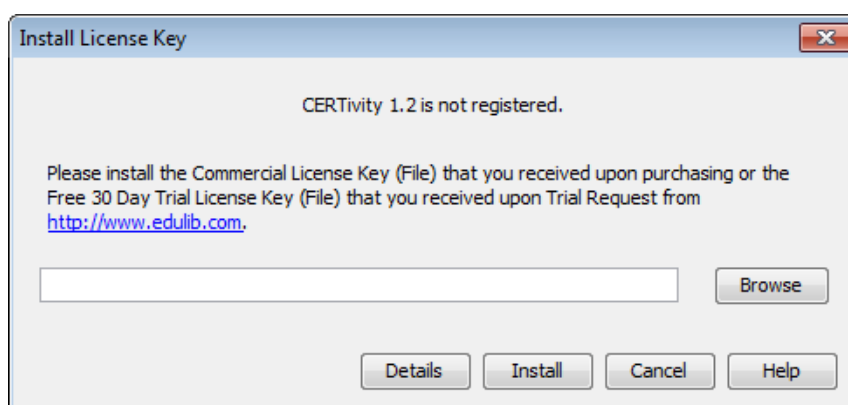 Install License Key
CERTivity 1.2 is not registered.
Please install the Commercial License Key (File) that you received upon purchasing or the
Free 30 Day Trial License Key (File) that you received upon Trial Request from
http://www.edulib.com.
Browse
Details Install Cancel Help